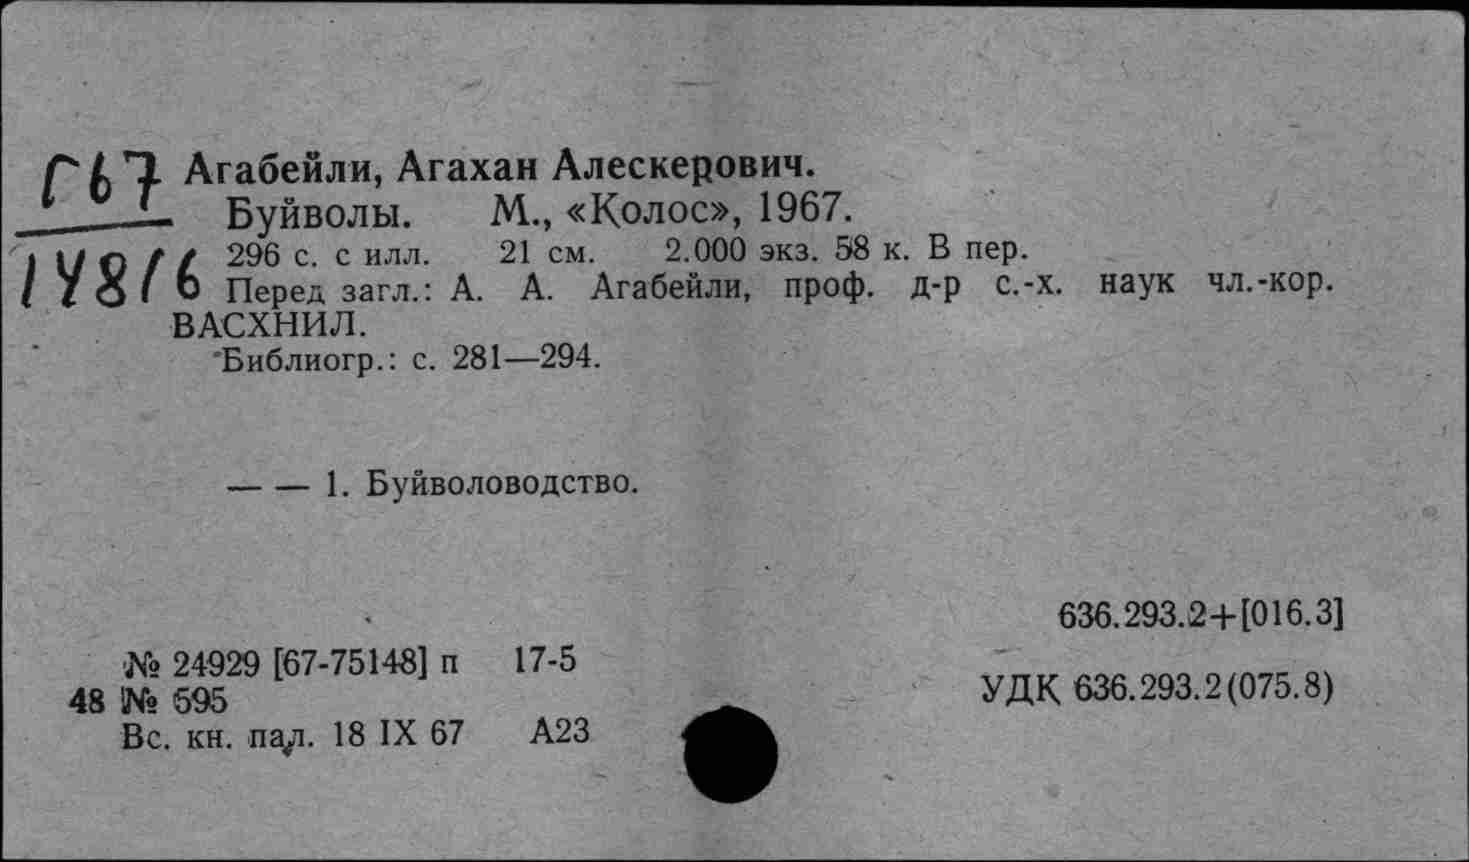 Г67
14816
Агабейли, Агахан Алескерович.
Буйволы. М., «Колос», 1967.
296 с. с илл. 21 см. 2.000 экз. 58 к. В пер.
Перед загл.: А. А. Агабейли, проф. д-р с.-х. наук чл.-кор.
ВАСХНИЛ.
Библиогр.: с. 281—294.
— — 1. Буйволоводство.
636.293.2+[016.3]
№ 24929 [67-75148] п 17-5
УДК 636.293.2(075.8)
48 № 595
Вс. кн. пал. 18 IX 67 А23